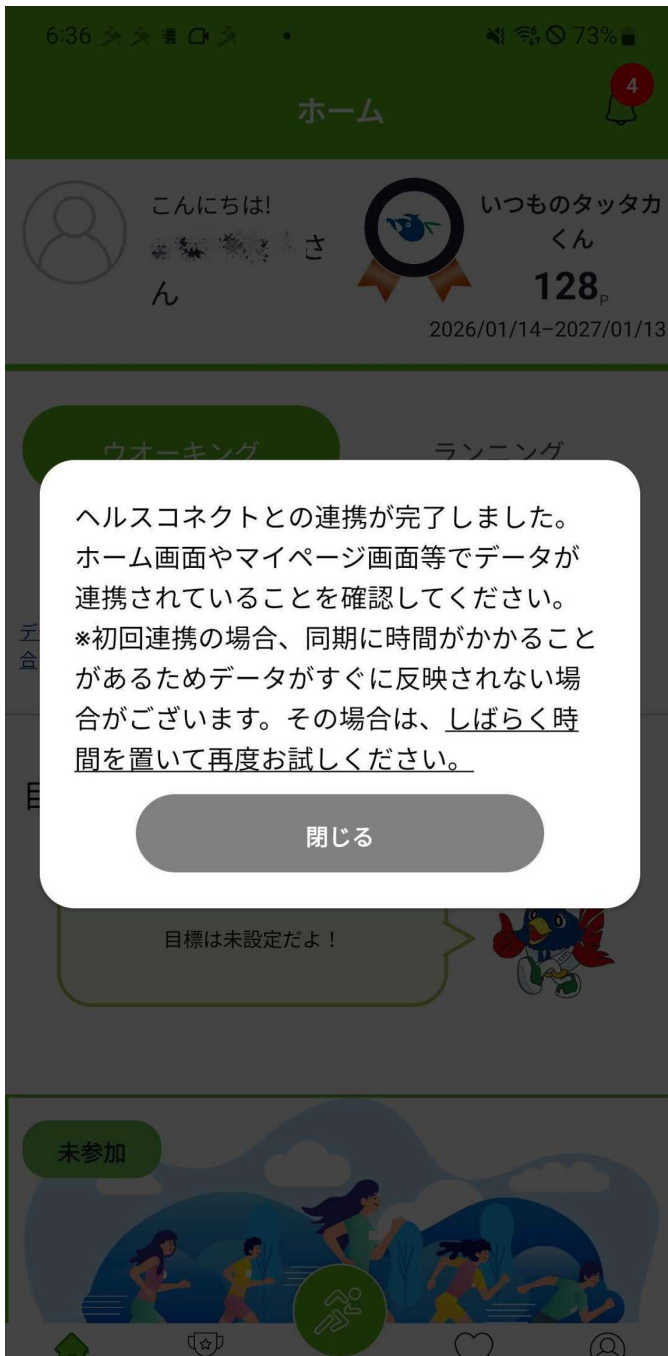 6:36
73%
ホーム
4
こんにちは!
さ
ん
いつものタッタカ
くん
128P
2026/01/14-2027/01/13
ウオーキング
ランニング
ヘルスコネクトとの連携が完了しました。
ホーム画面やマイページ画面等でデータが
連携されていることを確認してください。
※初回連携の場合、同期に時間がかかること
があるためデータがすぐに反映されない場
合がございます。その場合は、しばらく時
間を置いて再度お試しください。
デ
合
目
閉じる
目標は未設定だよ!
未参加